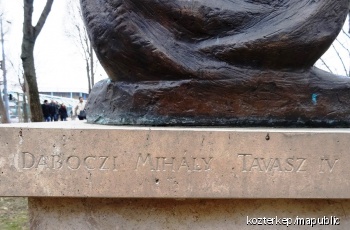 DABÓCZI MIHÁLY TAVASZ IV
kozterkep/mapublic